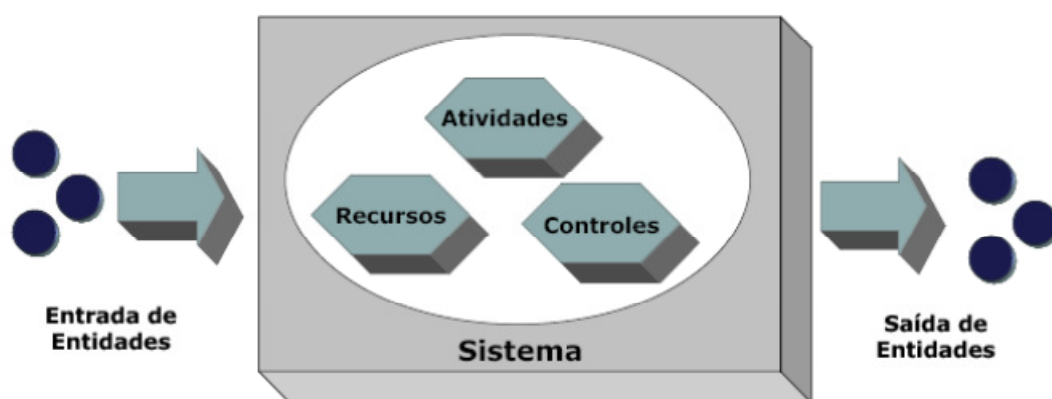 Atividades
Recursos
Controles
Entrada de
Entidades
Sistema
Saída de
Entidades